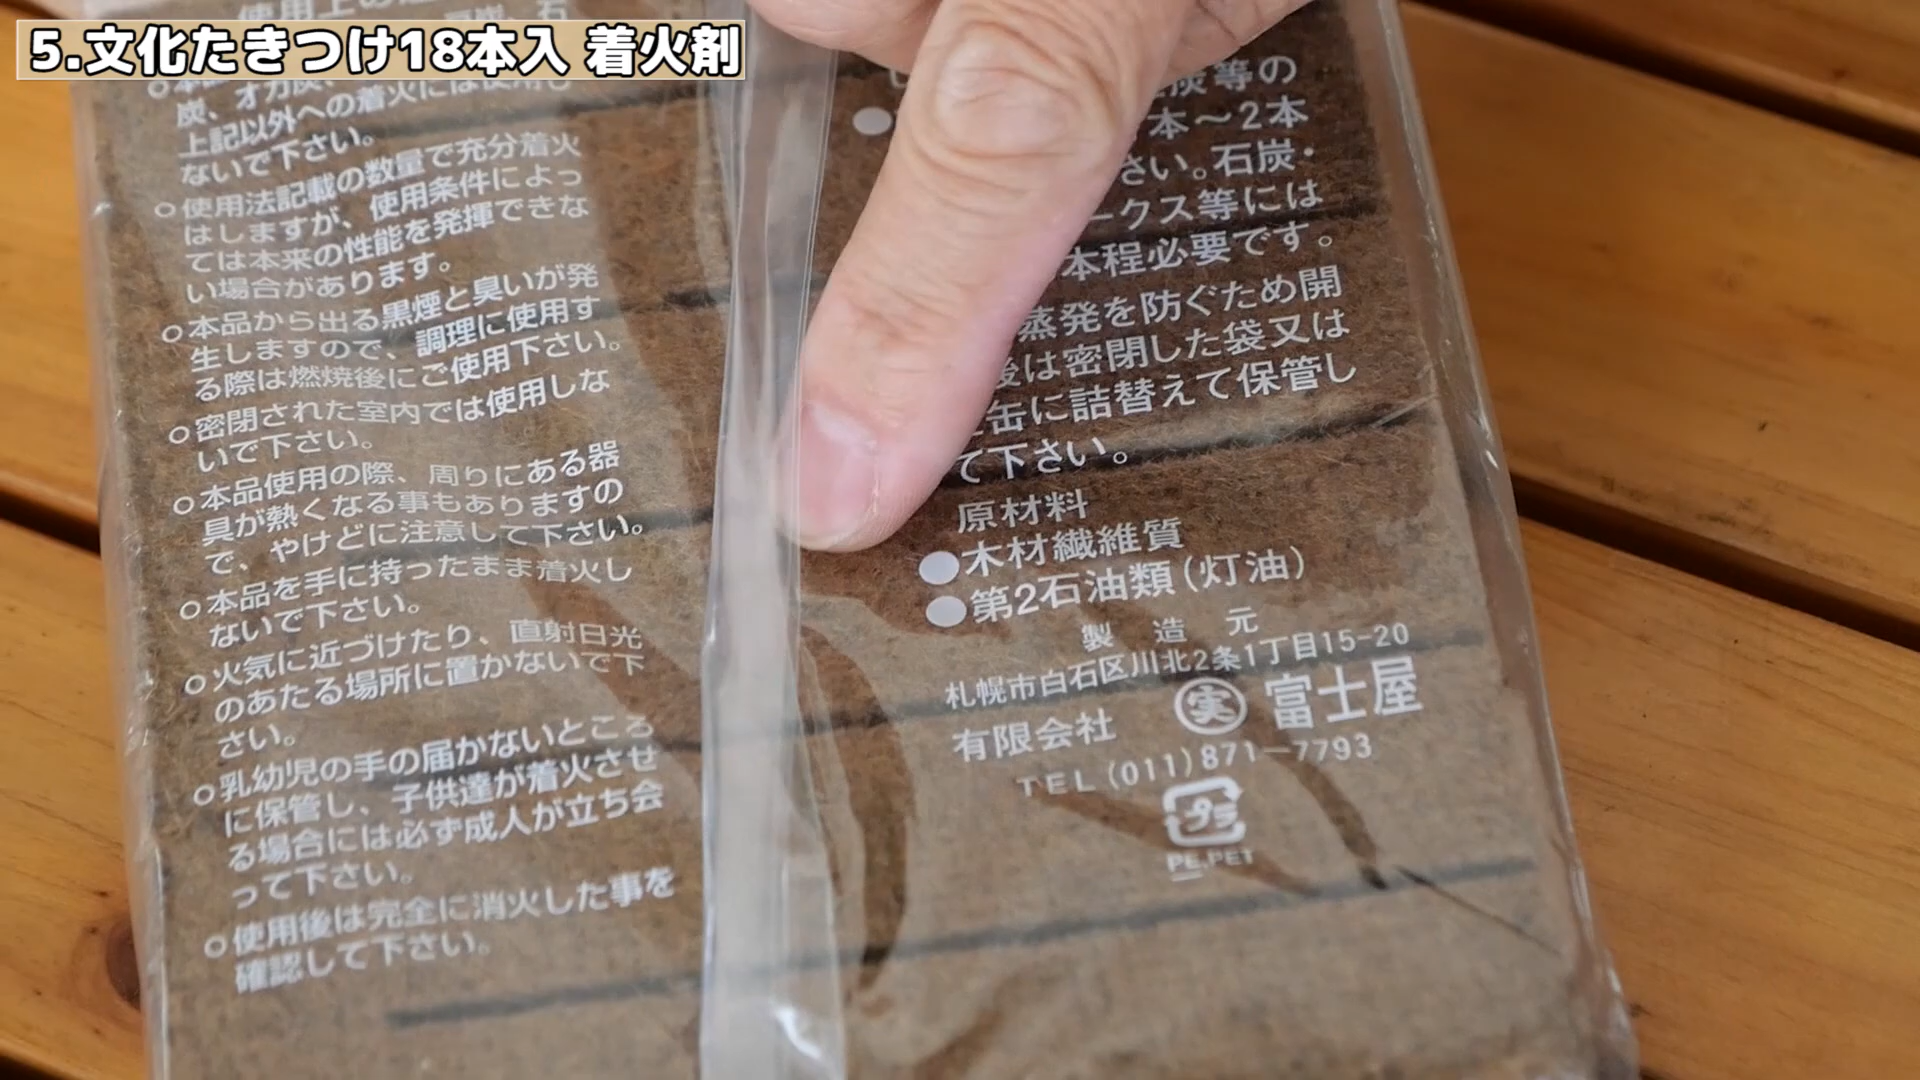 5.文化たきつけ18本入 着火剤
使用上の
炭、オガ炭、
上記以外への着火には使用し
ないで下さい。
○使用法記載の数量で充分着火
はしますが、使用条件によっ
ては本来の性能を発揮できな
い場合があります。
○本品から出る黒煙と臭いが発
生しますので、調理に使用す
る際は燃焼後にご使用下さい。
○密閉された室内では使用しな
いで下さい。
○本品使用の際、周りにある器
具が熱くなる事もありますの
で、やけどに注意して下さい。
○本品を手に持ったまま着火し
ないで下さい。
○火気に近づけたり、直射日光
のあたる場所に置かないで下
さい。
○乳幼児の手の届かないところ
に保管し、子供達が着火させ
る場合には必ず成人が立ち会
って下さい。
○使用後は完全に消火した事を
確認して下さい。
炭等の
本～2本
さい。石炭・
ークス等には
本程必要です。
蒸発を防ぐため開
後は密閉した袋又は
缶に詰替えて保管し
て下さい。
原材料
●木材繊維質
●第2石油類(灯油)
製造元
札幌市白石区川北2条1丁目15-20
有限会社 実 富士屋
TEL(011)871-7793
プラ
PE.PET